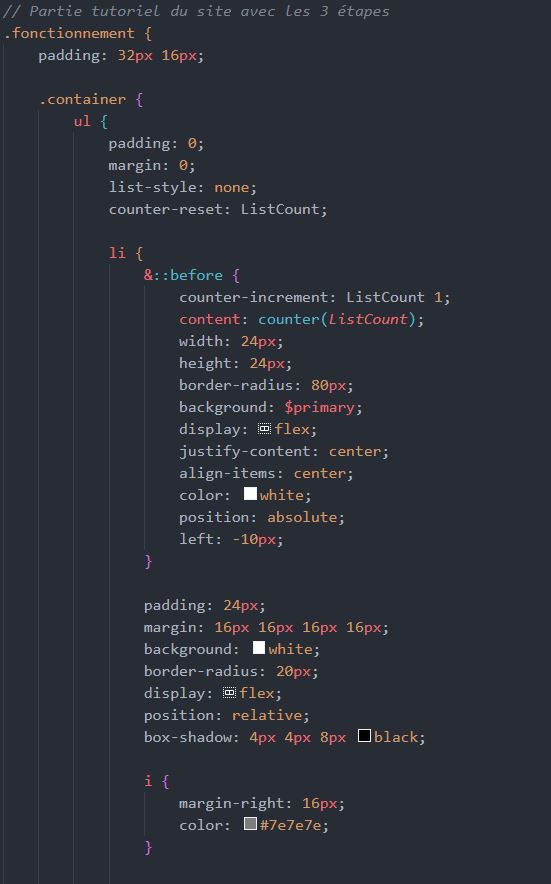 // Partie tutoriel du site avec les 3 étapes
.fonctionnement {
padding: 32px 16px;
.container {
ul {
padding: 0;
margin: 0;
list-style: none;
counter-reset: ListCount;
li {
&::before {
counter-increment: ListCount 1;
content: counter(ListCount);
width: 24px;
height: 24px;
border-radius: 80px;
background: $primary;
display: flex;
justify-content: center;
align-items: center;
color: white;
position: absolute;
left: -10px;
}
padding: 24px;
margin: 16px 16px 16px 16px;
background: white;
border-radius: 20px;
display: flex;
position: relative;
box-shadow: 4px 4px 8px black;
i {
margin-right: 16px;
color: #7e7e7e;
}